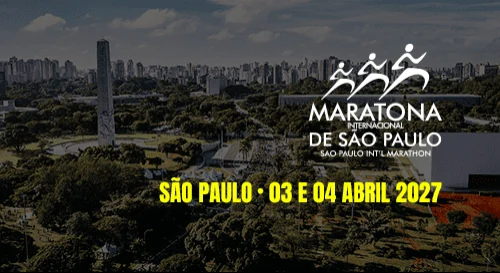 MARATONA
INTERNACIONAL
DE SÃO PAULO
SAO PAULO INT'L MARATHON
SÃO PAULO • 03 E 04 ABRIL 2027